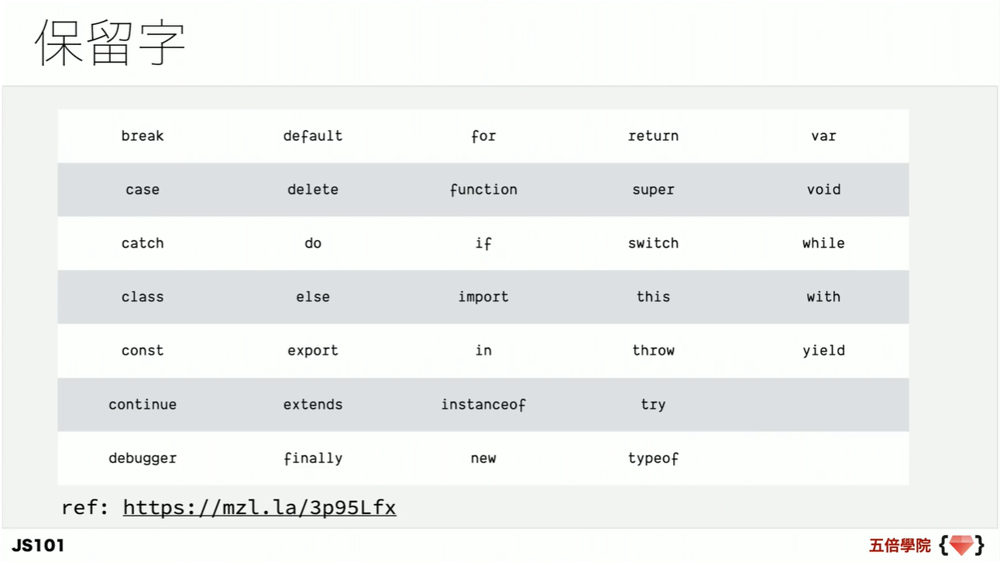 保留字
break default for return var
case delete function super void
catch do if switch while
class else import this with
const export in throw yield
continue extends instanceof try
debugger finally new typeof
ref: https://mzl.la/3p95Lfx
JS101 五倍學院 {}